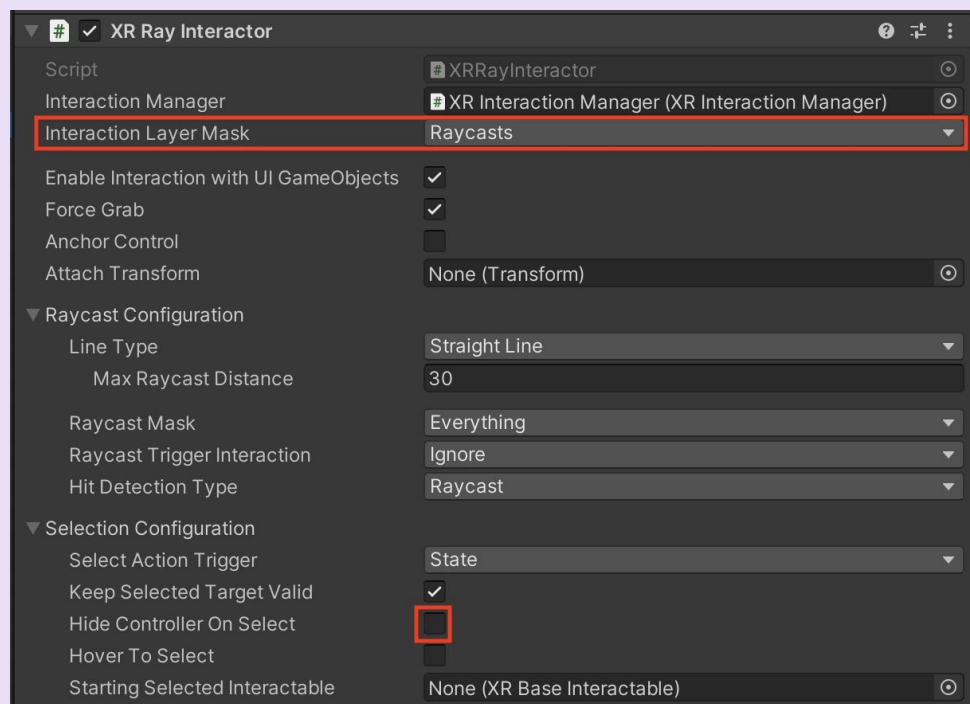 XR Ray Interactor
Script XRRayInteractor
Interaction Manager XR Interaction Manager (XR Interaction Manager)
Interaction Layer Mask Raycasts
Enable Interaction with UI GameObjects
Force Grab
Anchor Control
Attach Transform None (Transform)
Raycast Configuration
Line Type Straight Line
Max Raycast Distance 30
Raycast Mask Everything
Raycast Trigger Interaction Ignore
Hit Detection Type Raycast
Selection Configuration
Select Action Trigger State
Keep Selected Target Valid
Hide Controller On Select
Hover To Select
Starting Selected Interactable None (XR Base Interactable)